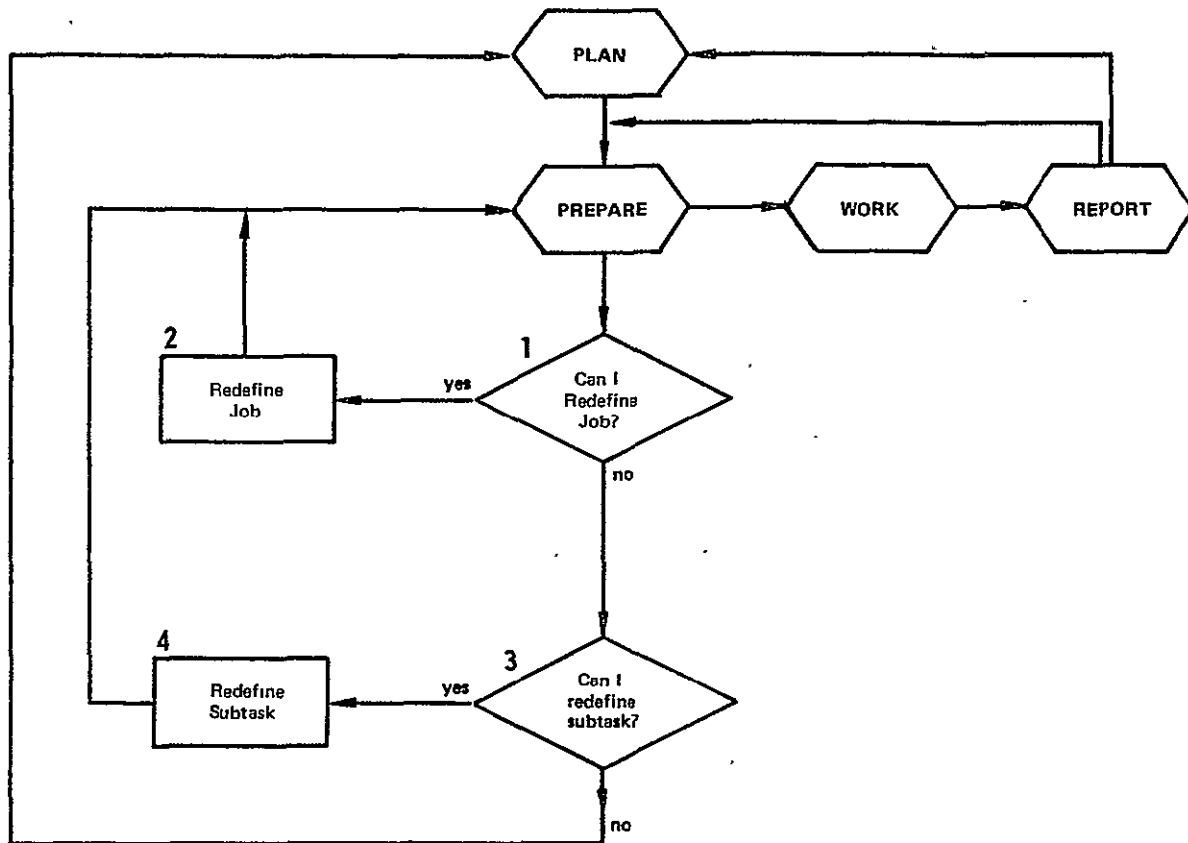 PLAN
PREPARE
WORK
REPORT
2
Redefine
Job
yes
1
Can I
Redefine
Job?
no
4
Redefine
Subtask
yes
3
Can I
redefine
subtask?
no